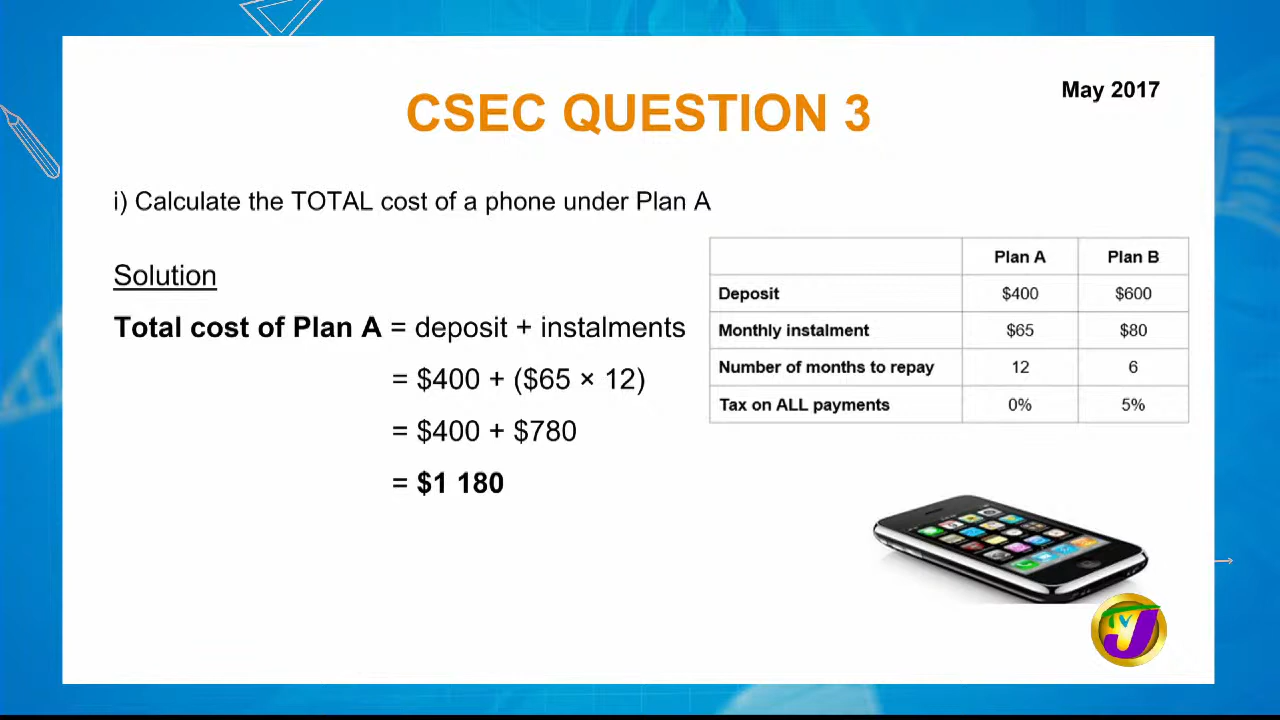 May 2017
CSEC QUESTION 3
i) Calculate the TOTAL cost of a phone under Plan A
Solution
Total cost of Plan A = deposit + instalments
= $400 + ($65 × 12)
= $400 + $780
= $1 180
Plan A Plan B
Deposit $400 $600
Monthly instalment $65 $80
Number of months to repay 12 6
Tax on ALL payments 0% 5%
TVJ